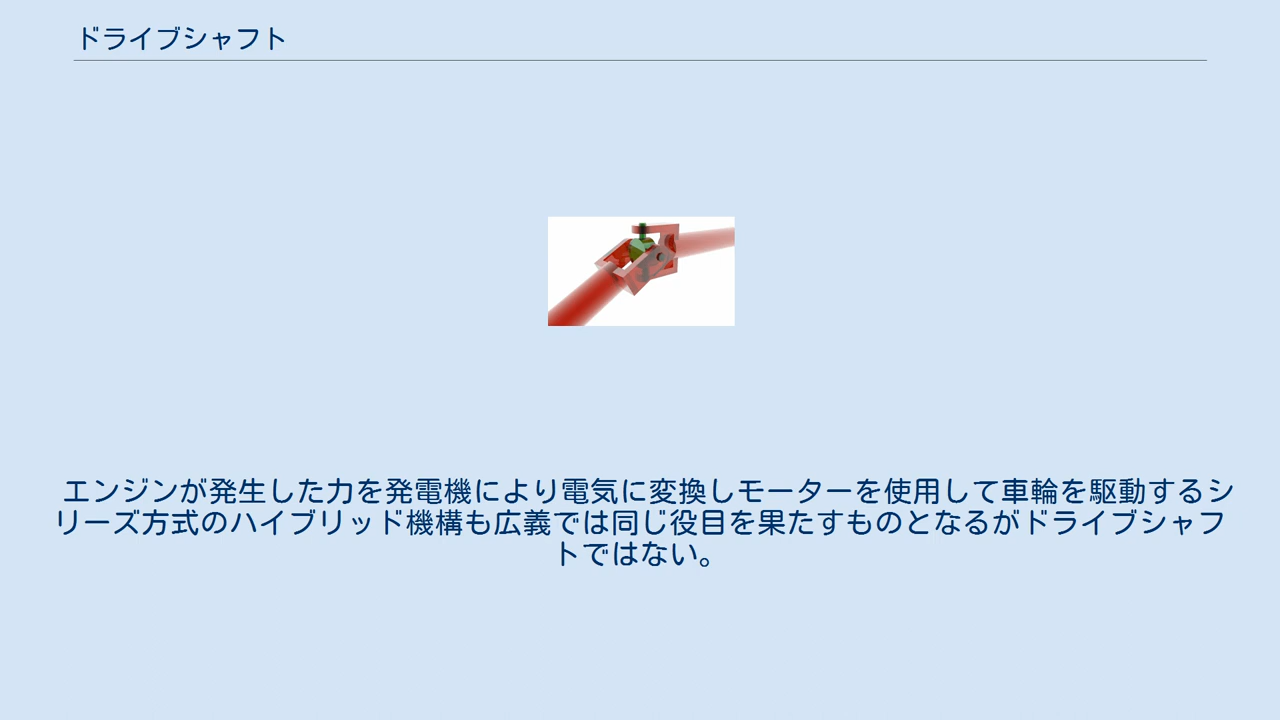 ドライブシャフト
エンジンが発生した力を発電機により電気に変換しモーターを使用して車輪を駆動するシ
リーズ方式のハイブリッド機構も広義では同じ役目を果たすものとなるがドライブシャフ
トではない。